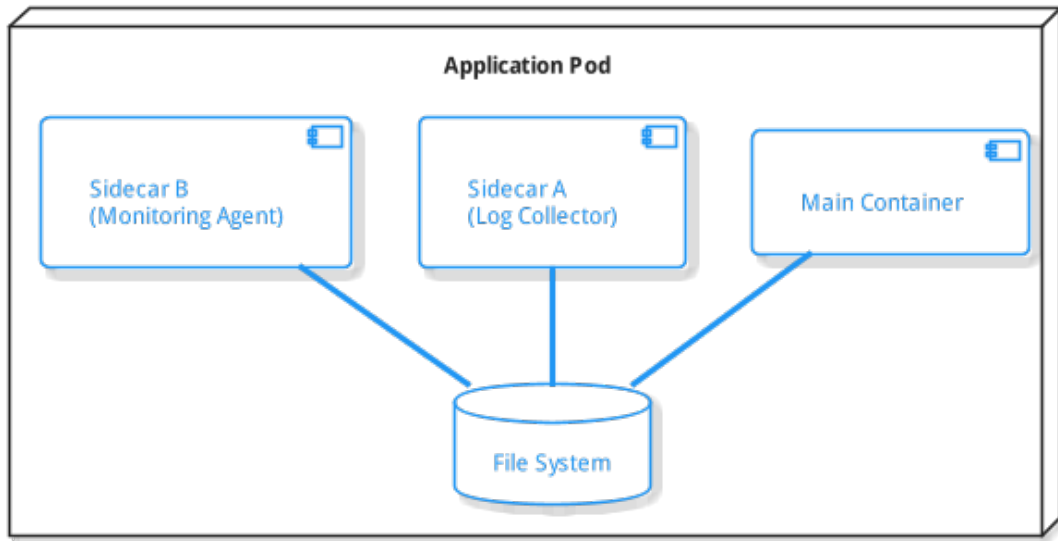 Application Pod
Sidecar B
(Monitoring Agent)
Sidecar A
(Log Collector)
Main Container
File System